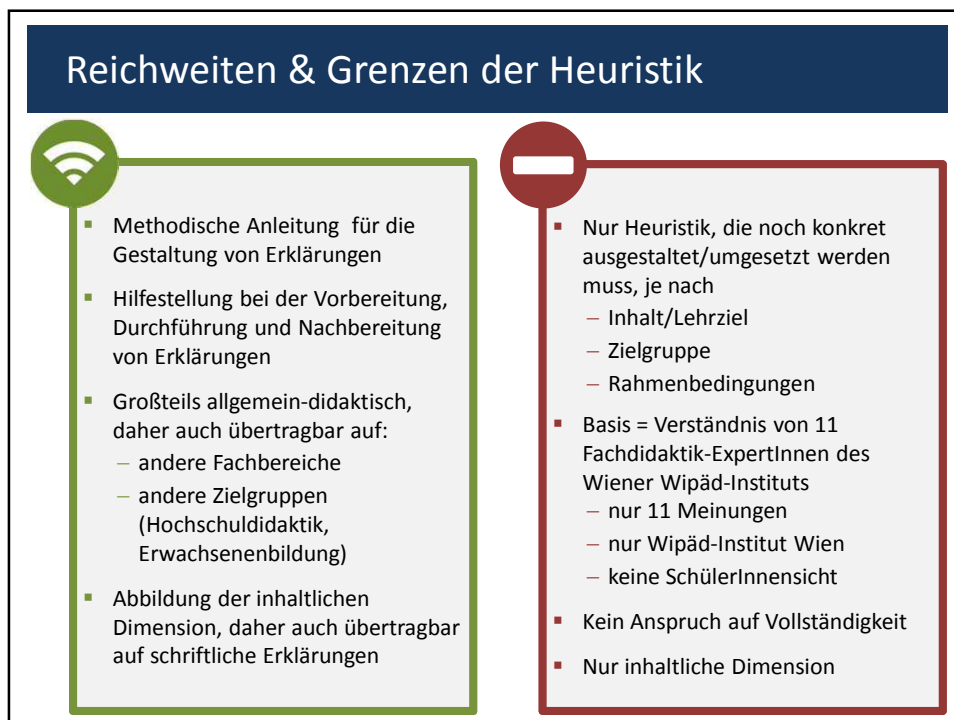 Reichweiten & Grenzen der Heuristik
▪ Methodische Anleitung für die
Gestaltung von Erklärungen
▪ Hilfestellung bei der Vorbereitung,
Durchführung und Nachbereitung
von Erklärungen
▪ Großteils allgemein-didaktisch,
daher auch übertragbar auf:
– andere Fachbereiche
– andere Zielgruppen
(Hochschuldidaktik,
Erwachsenenbildung)
▪ Abbildung der inhaltlichen
Dimension, daher auch übertragbar
auf schriftliche Erklärungen
▪ Nur Heuristik, die noch konkret
ausgestaltet/umgesetzt werden
muss, je nach
– Inhalt/Lehrziel
– Zielgruppe
– Rahmenbedingungen
▪ Basis = Verständnis von 11
Fachdidaktik-ExpertInnen des
Wiener Wipäd-Instituts
– nur 11 Meinungen
– nur Wipäd-Institut Wien
– keine SchülerInnensicht
▪ Kein Anspruch auf Vollständigkeit
▪ Nur inhaltliche Dimension